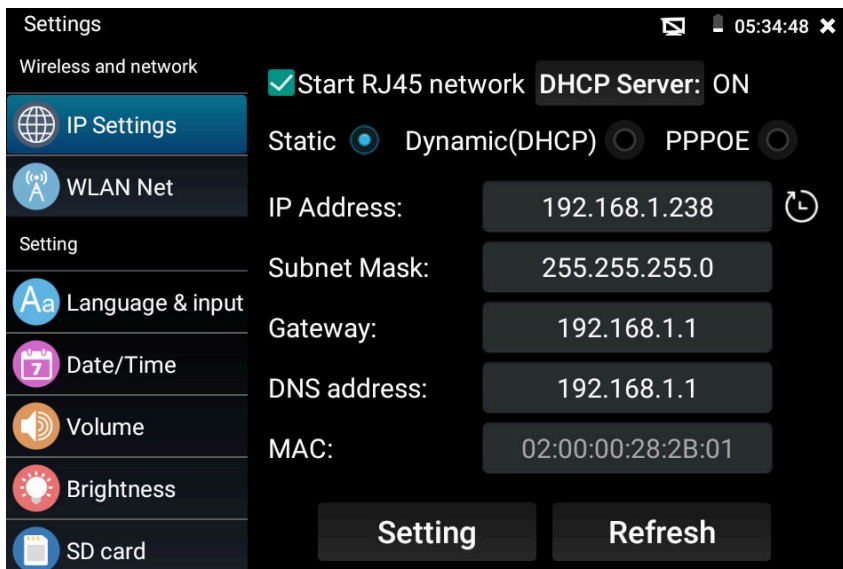 Settings
05:34:48
Wireless and network
IP Settings
WLAN Net
Setting
Aa Language & input
7 Date/Time
Volume
Brightness
SD card
Start RJ45 network DHCP Server: ON
Static Dynamic(DHCP) PPPOE
IP Address: 192.168.1.238
Subnet Mask: 255.255.255.0
Gateway: 192.168.1.1
DNS address: 192.168.1.1
MAC: 02:00:00:28:2B:01
Setting Refresh